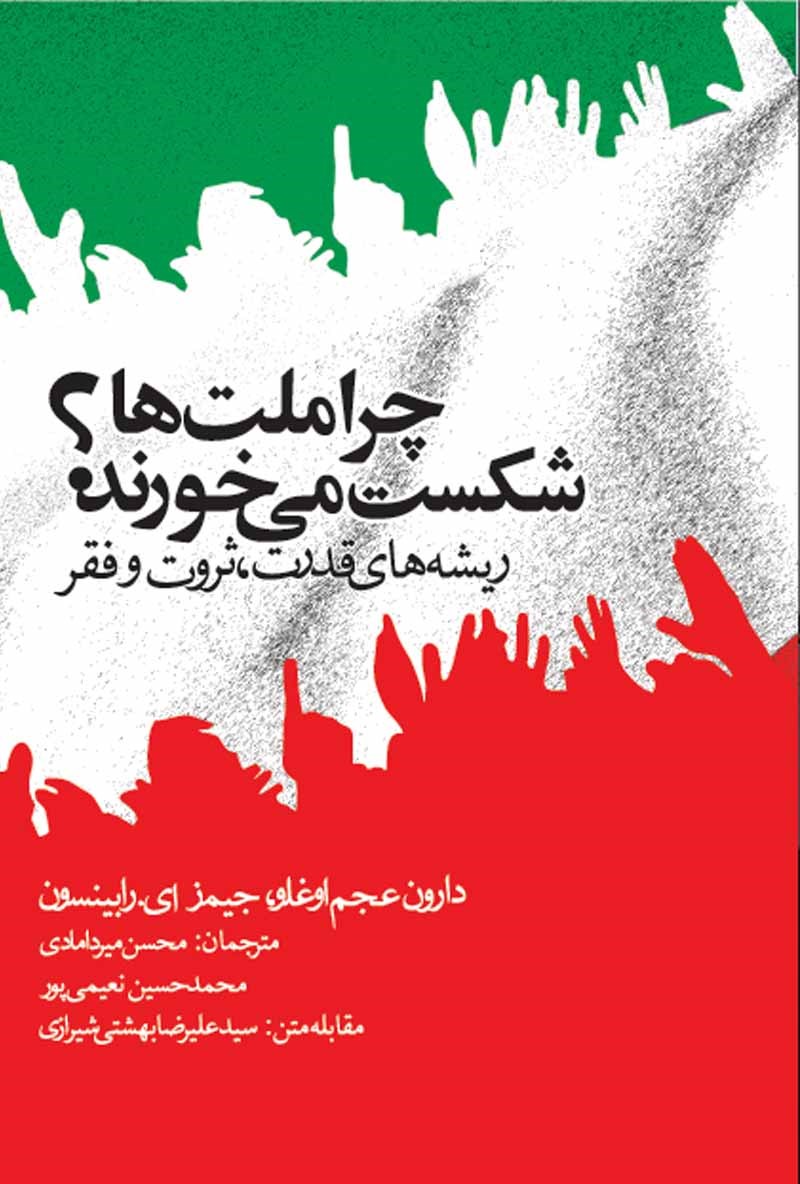 چرا ملت‌ها
شکست می‌خورند؟
ریشه‌های قدرت، ثروت و فقر
دارون عجم‌اوغلو، جیمز ای. رابینسون
مترجمان: محسن میردامادی
محمدحسین نعیمی‌پور
مقابله متن: سیدعلیرضا بهشتی شیرازی